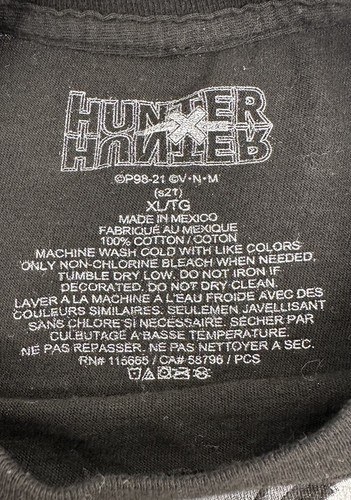 HUNTER
X
HUNTER
©P98-21 ©V·N·M
(s21)
XL/TG
MADE IN MEXICO
FABRIQUÉ AU MEXIQUE
100% COTTON / COTON
MACHINE WASH COLD WITH LIKE COLORS
ONLY NON-CHLORINE BLEACH WHEN NEEDED,
TUMBLE DRY LOW. DO NOT IRON IF
DECORATED. DO NOT DRY CLEAN.
LAVER A LA MACHINE A L'EAU FROIDE AVEC DES
COULEURS SIMILAIRES. SEULEMEN JAVELLISANT
SANS CHLORE SI NÉCESSAIRE. SÉCHER PAR
CULBUTAGE A BASSE TEMPERATURE.
NE PAS REPASSER. NE PAS NETTOYER A SEC.
RN# 115665 / CA# 55796 / PCS